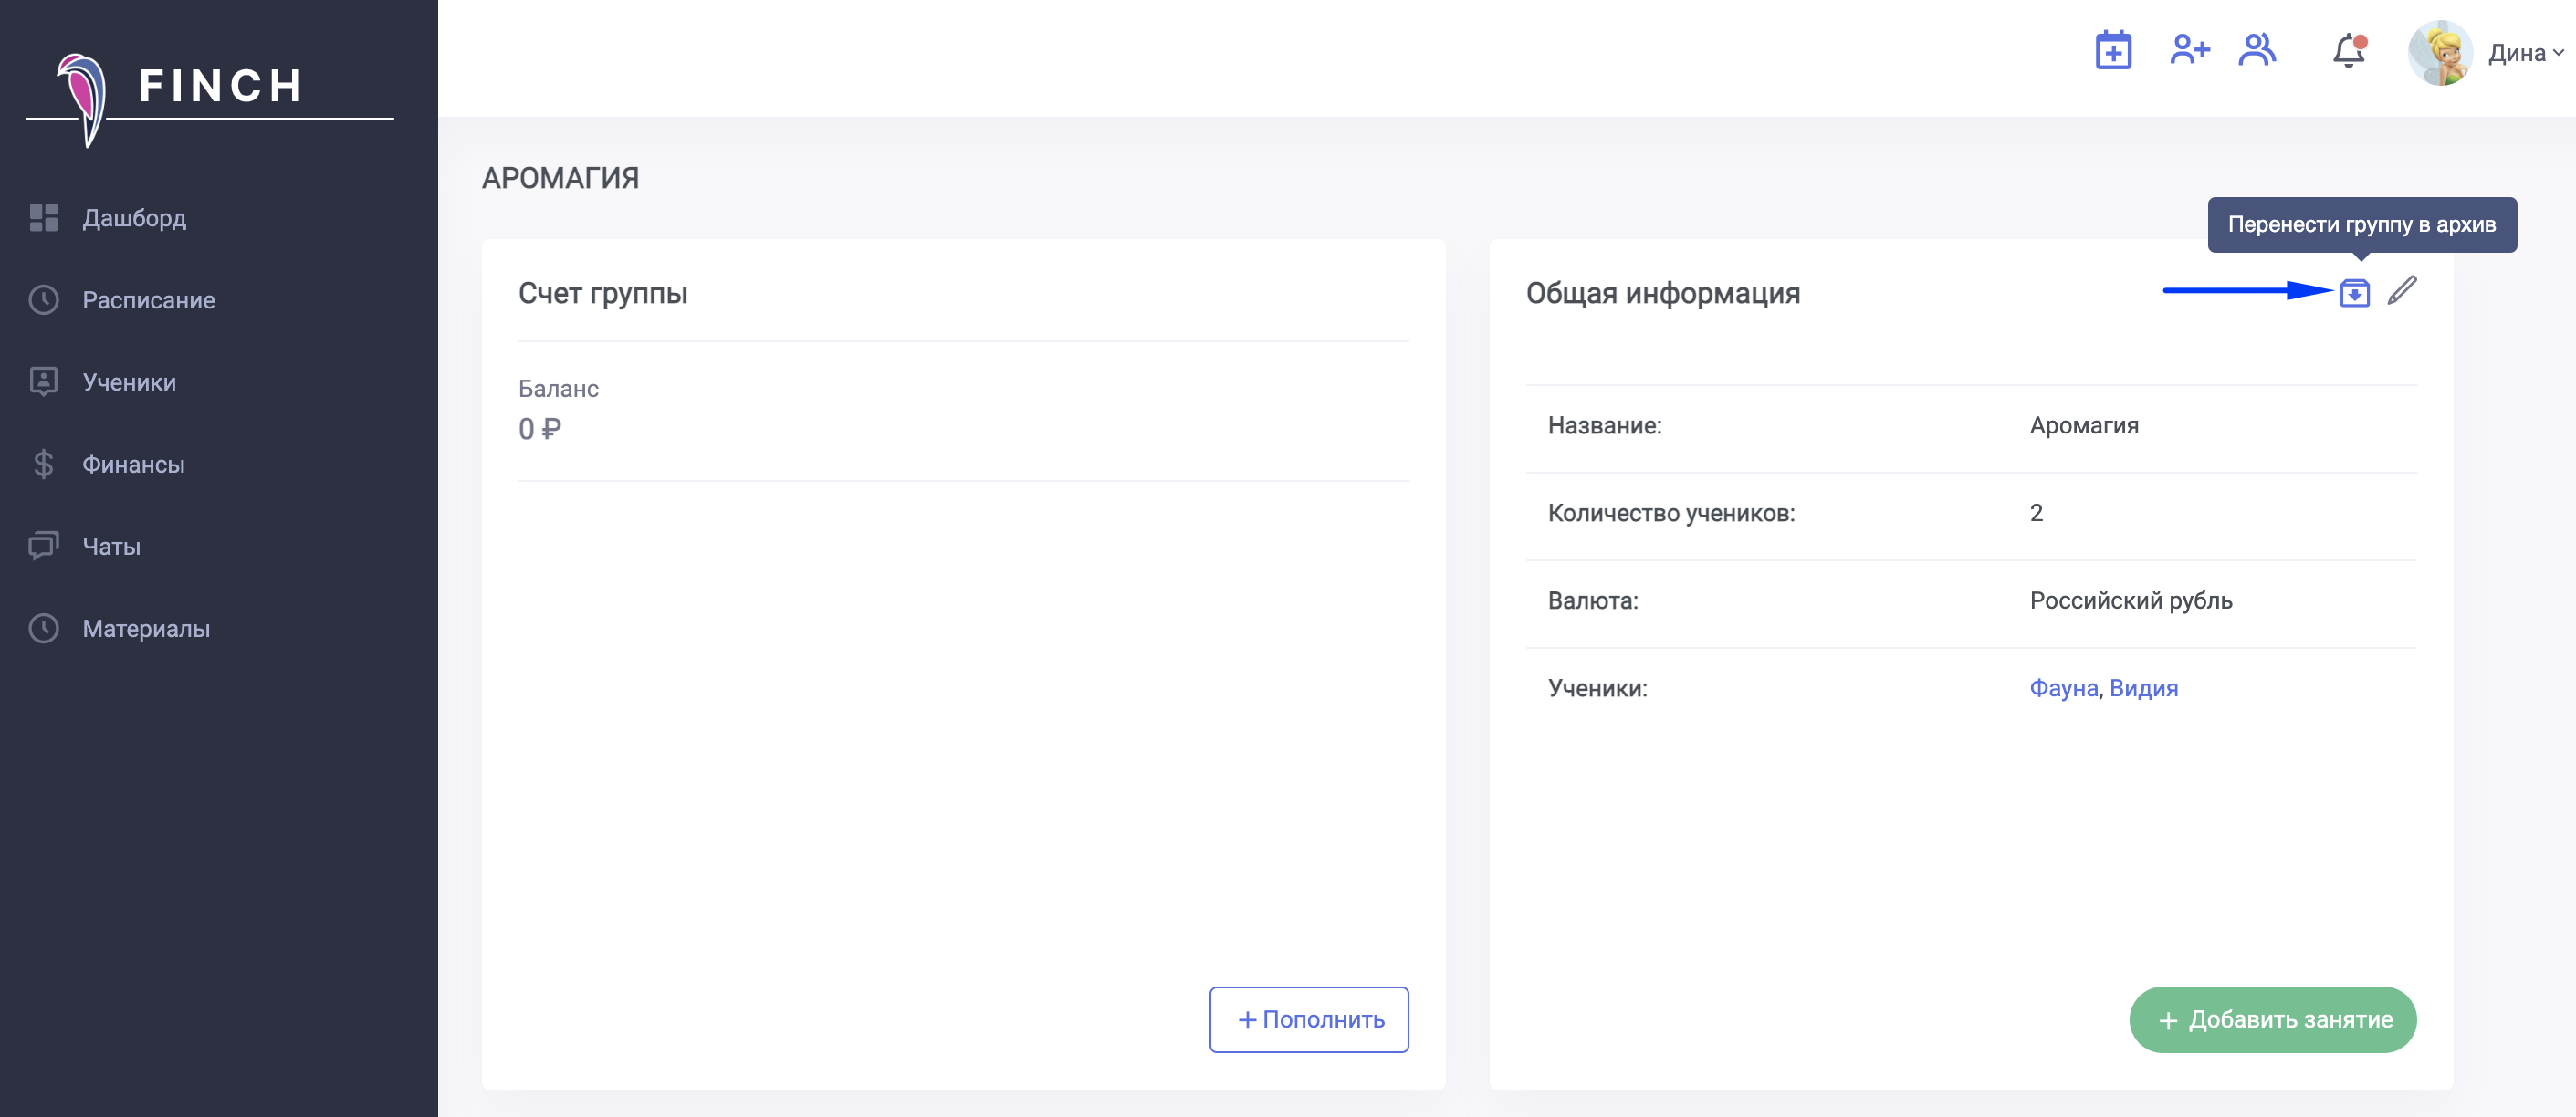 FINCH
Дашборд
Расписание
Ученики
Финансы
Чаты
Материалы
Дина
АРОМАГИЯ
Счет группы
Баланс
0 ₽
+ Пополнить
Перенести группу в архив
Общая информация
Название: Аромагия
Количество учеников: 2
Валюта: Российский рубль
Ученики: Фауна, Видия
+ Добавить занятие